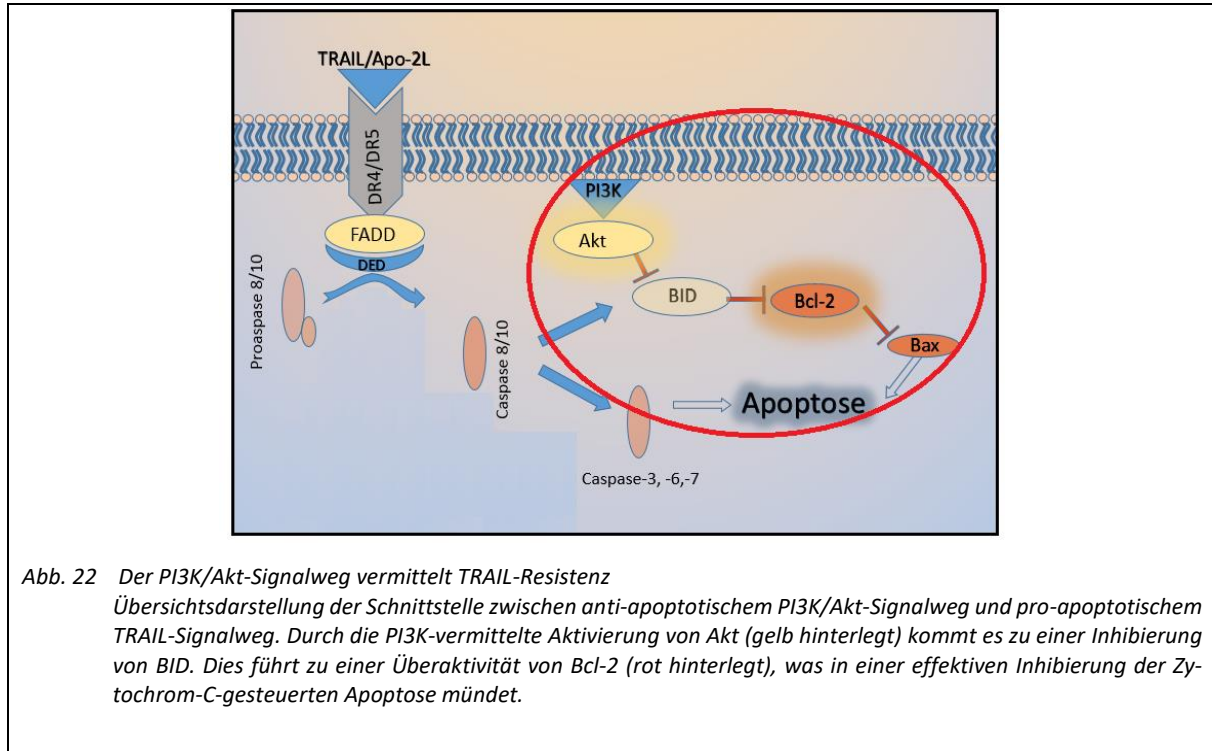 TRAIL/Apo-2L
DR4/DR5
PI3K
FADD
Akt
DED
Proaspase 8/10
BID
Bcl-2
Bax
Caspase 8/10
Apoptose
Caspase-3, -6,-7
Abb. 22 Der PI3K/Akt-Signalweg vermittelt TRAIL-Resistenz
Übersichtsdarstellung der Schnittstelle zwischen anti-apoptotischem PI3K/Akt-Signalweg und pro-apoptotischem
TRAIL-Signalweg. Durch die PI3K-vermittelte Aktivierung von Akt (gelb hinterlegt) kommt es zu einer Inhibierung
von BID. Dies führt zu einer Überaktivität von Bcl-2 (rot hinterlegt), was in einer effektiven Inhibierung der Zy-
tochrom-C-gesteuerten Apoptose mündet.